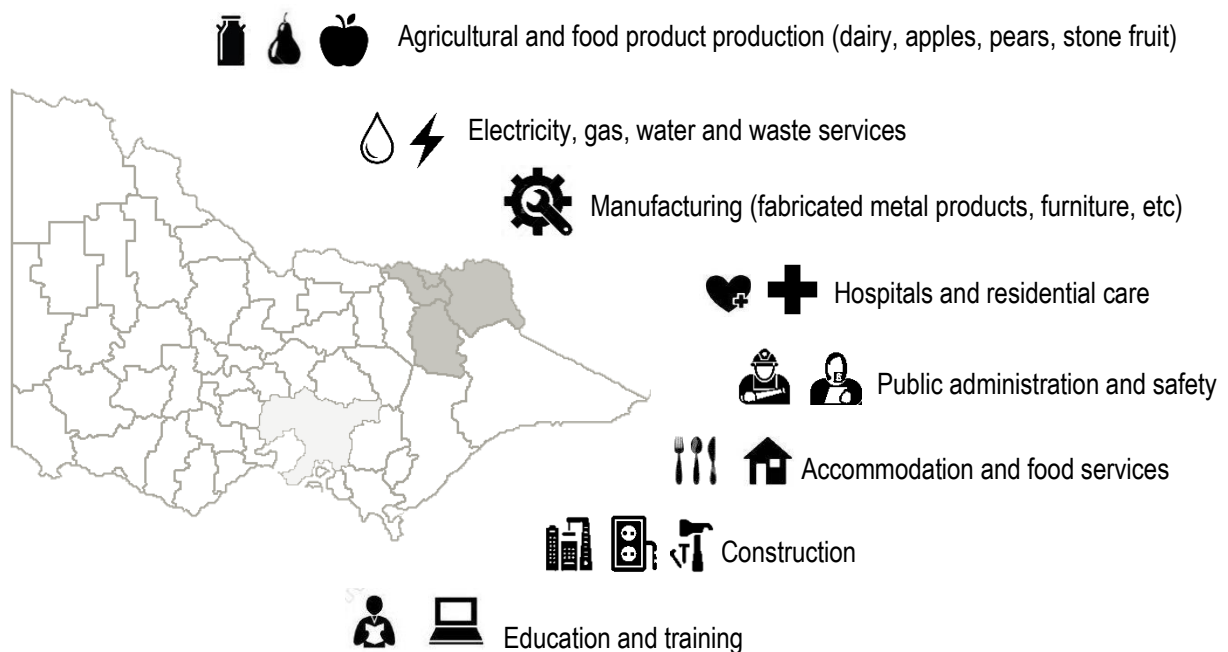 Agricultural and food product production (dairy, apples, pears, stone fruit)
Electricity, gas, water and waste services
Manufacturing (fabricated metal products, furniture, etc)
Hospitals and residential care
Public administration and safety
Accommodation and food services
Construction
Education and training